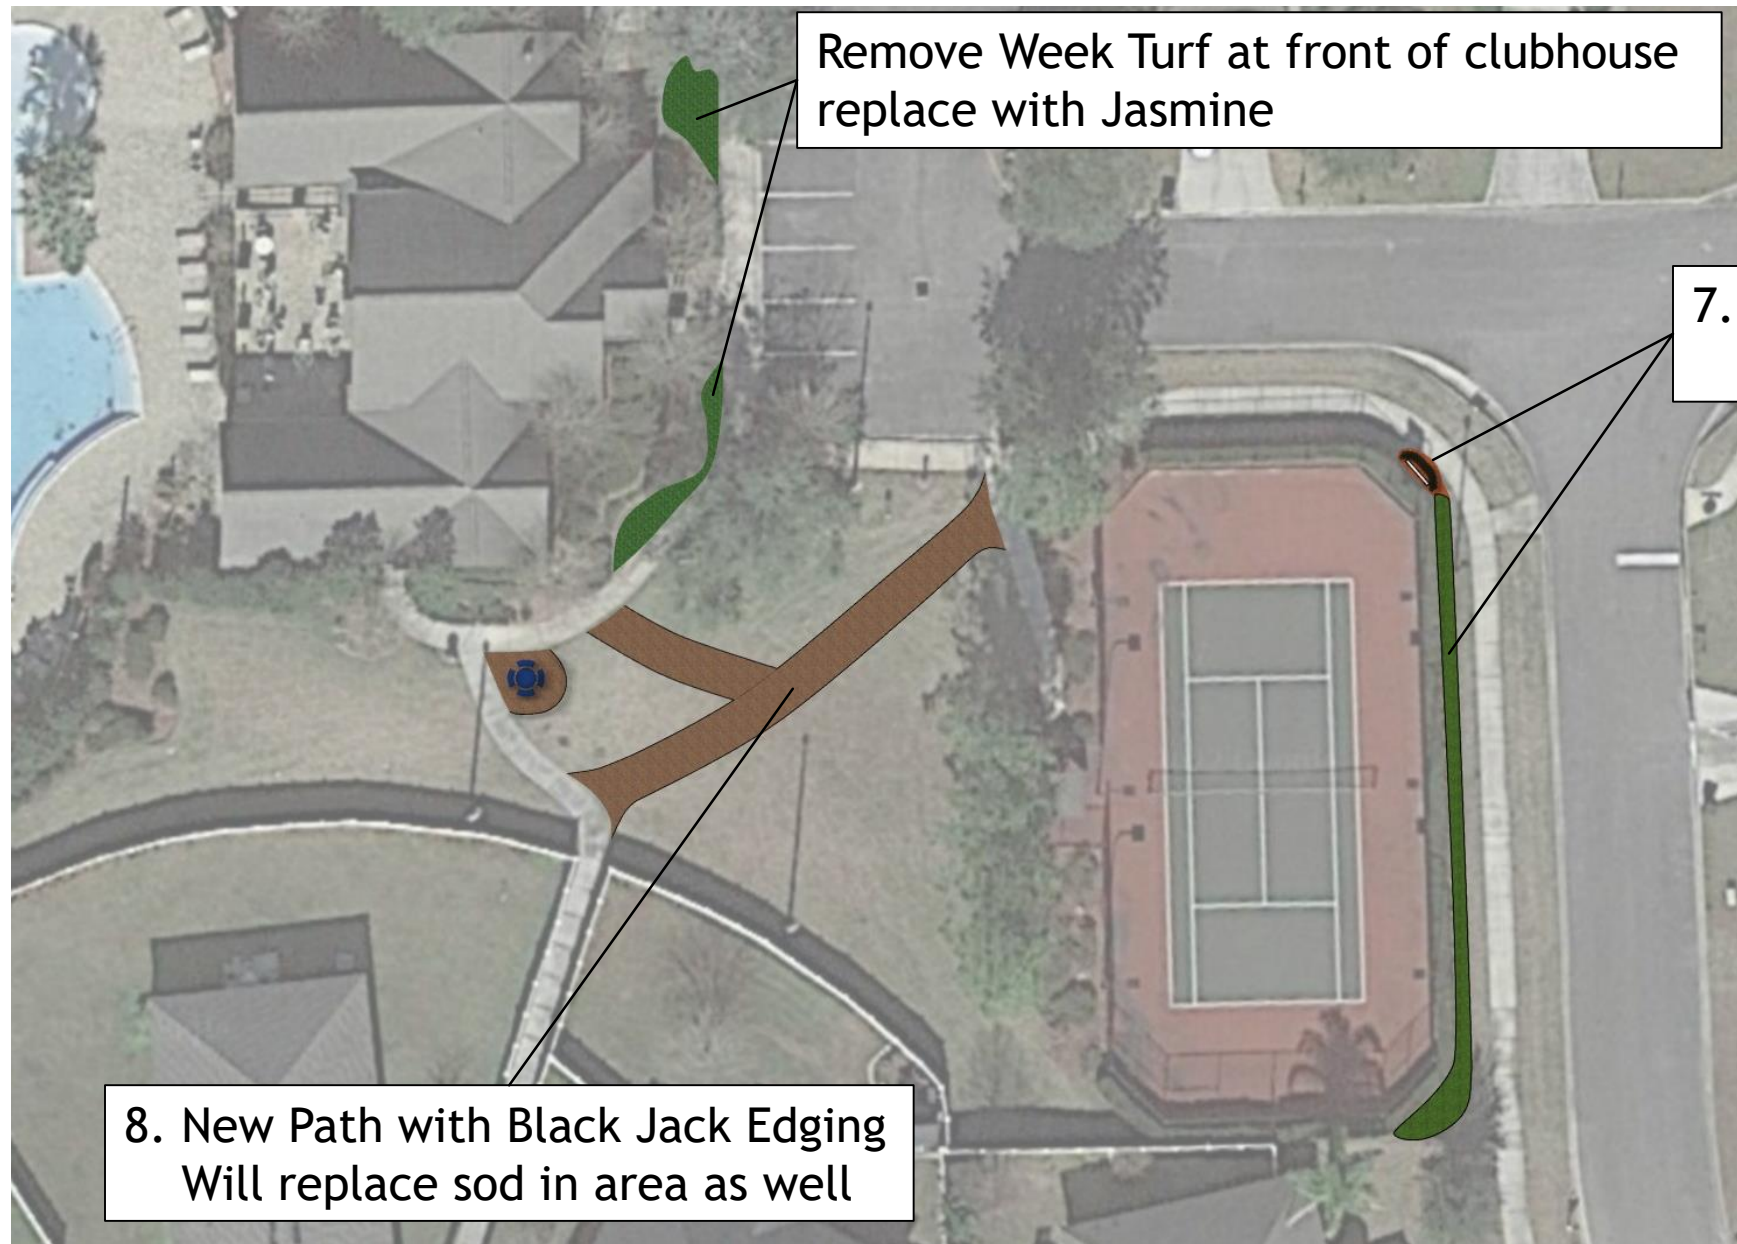 Remove Week Turf at front of clubhouse
replace with Jasmine
7.
8. New Path with Black Jack Edging
Will replace sod in area as well